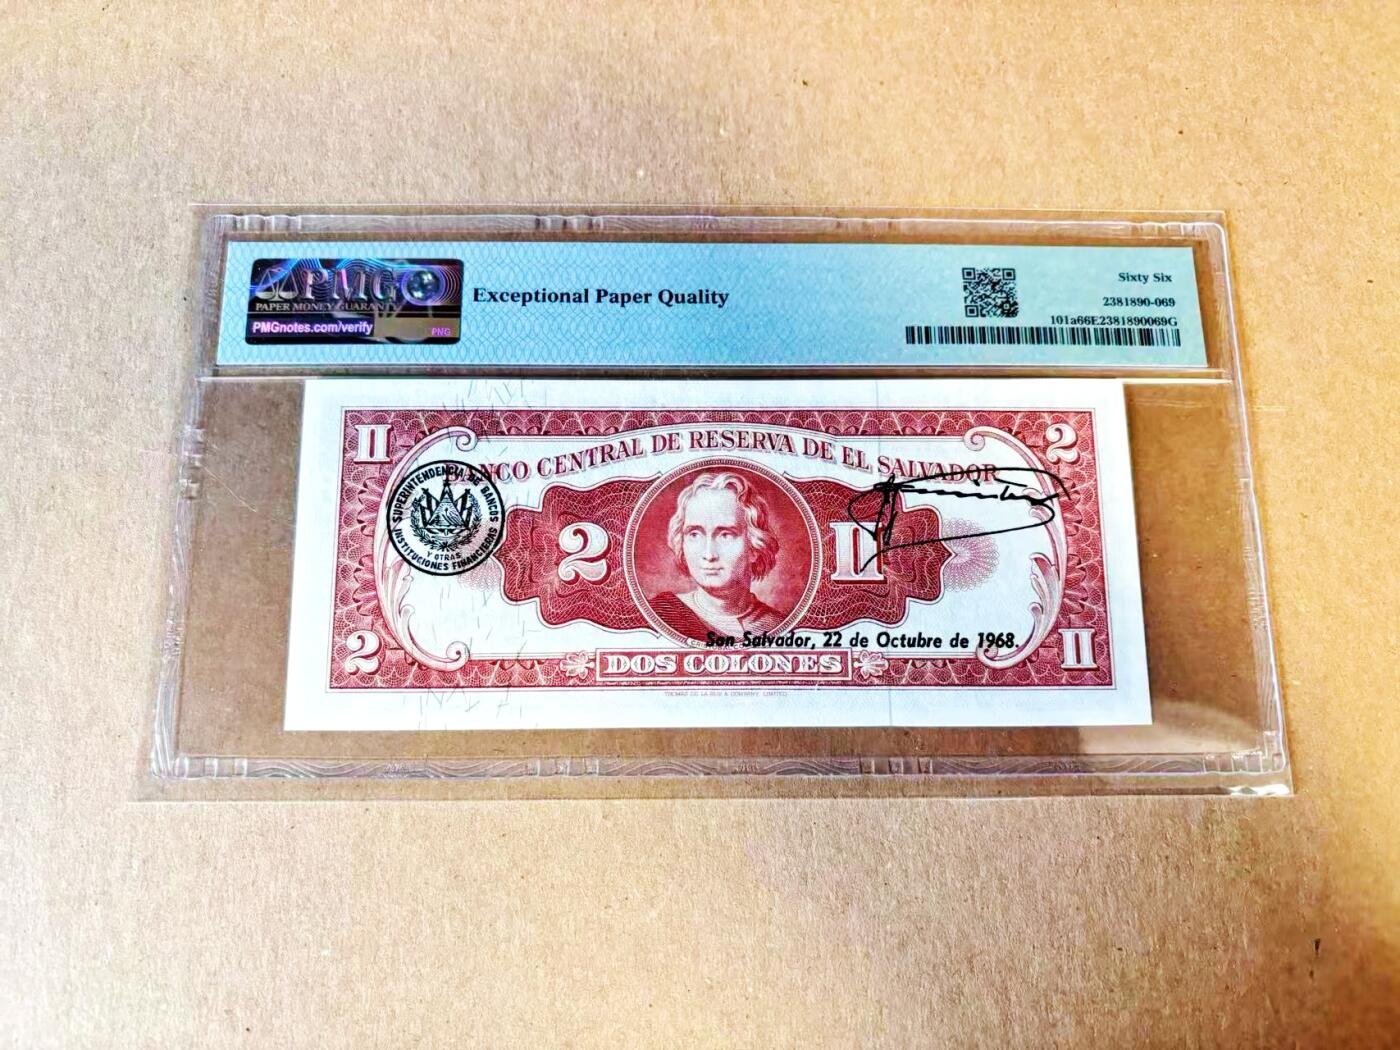 PMG
PAPER MONEY GUARANTY
PMGnotes.com/verify
PNG
Exceptional Paper Quality
Sixty Six
2381890-069
101a66E2381890069G
II
2
BANCO CENTRAL DE RESERVA DE EL SALVADOR
SUPERINTENDENCIA DE BANCOS
Y OTRAS
INSTITUCIONES FINANCIERAS
2
II
San Salvador, 22 de Octubre de 1968.
2
DOS COLONES
II
THOMAS DE LA RUE & COMPANY, LIMITED